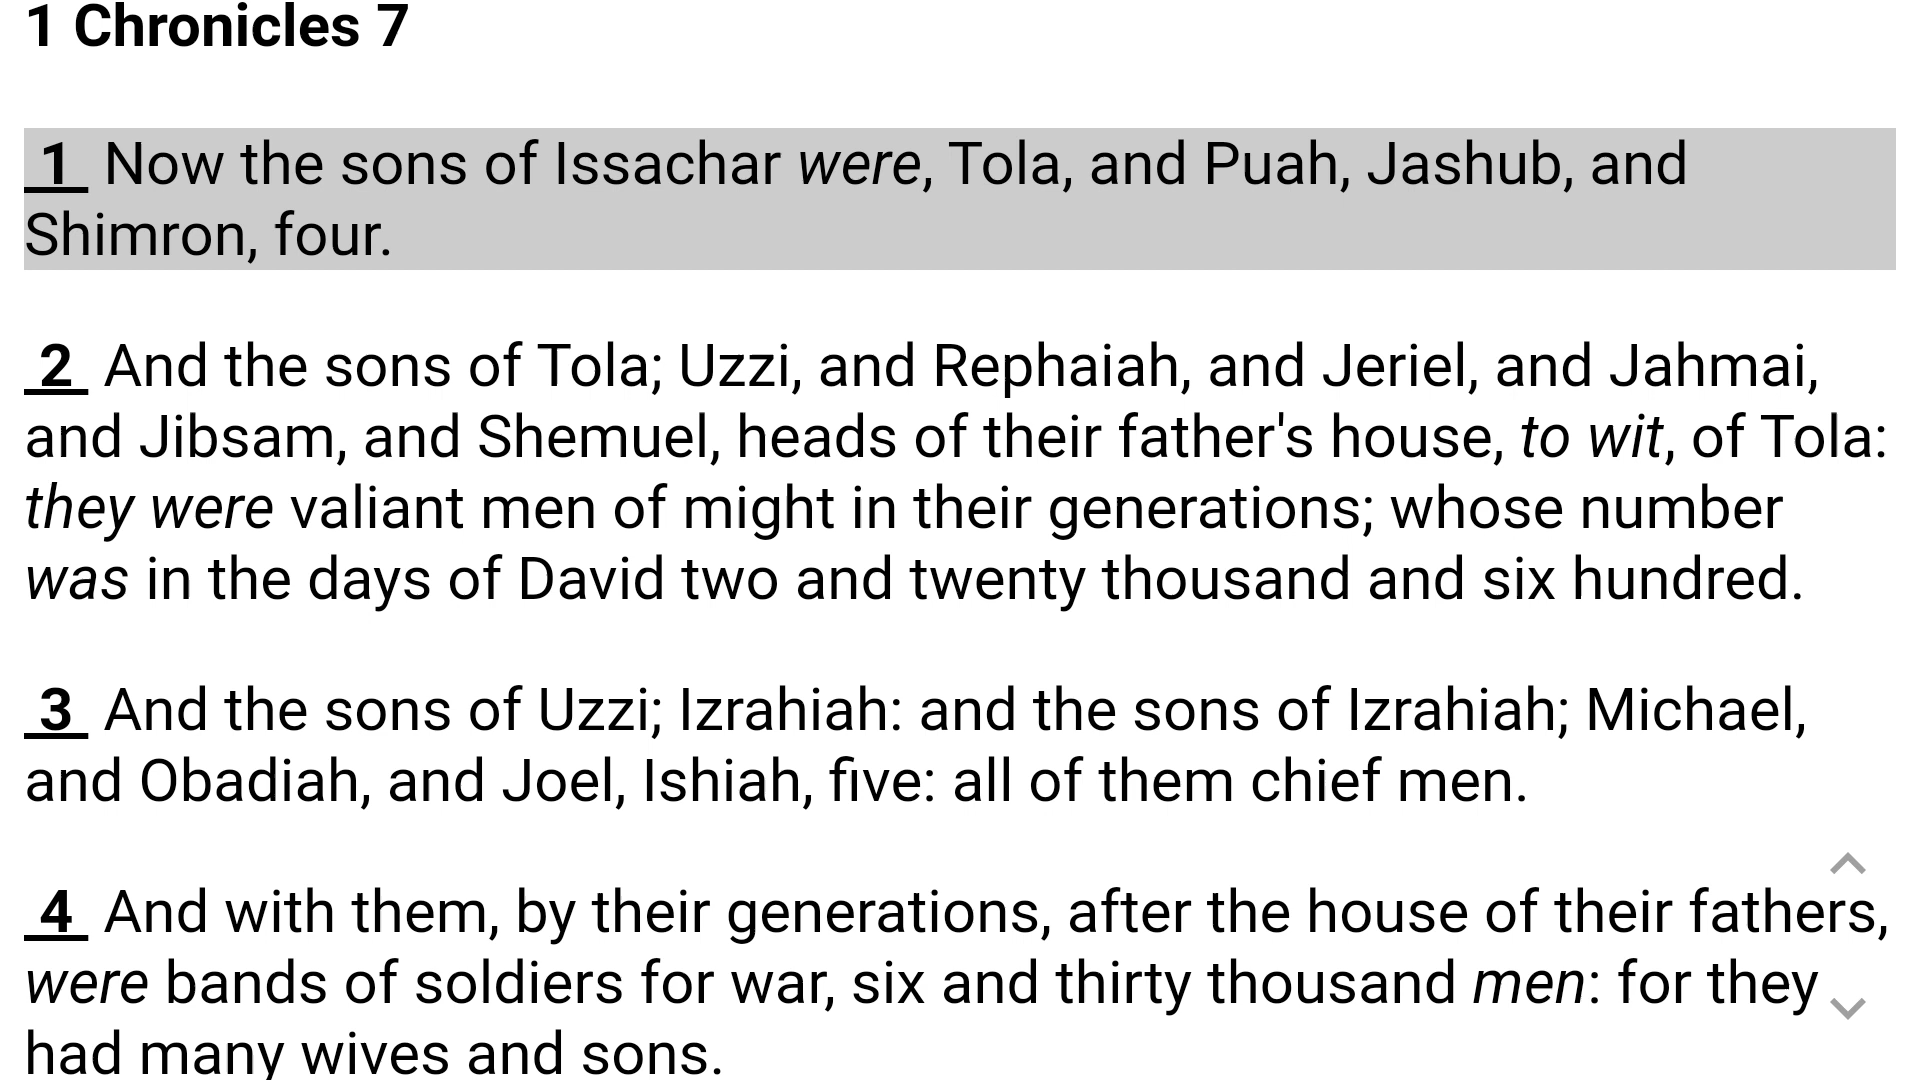 1 Chronicles 7
1 Now the sons of Issachar were, Tola, and Puah, Jashub, and
Shimron, four.
2 And the sons of Tola; Uzzi, and Rephaiah, and Jeriel, and Jahmai,
and Jibsam, and Shemuel, heads of their father's house, to wit, of Tola:
they were valiant men of might in their generations; whose number
was in the days of David two and twenty thousand and six hundred.
3 And the sons of Uzzi; Izrahiah: and the sons of Izrahiah; Michael,
and Obadiah, and Joel, Ishiah, five: all of them chief men.
4 And with them, by their generations, after the house of their fathers,
were bands of soldiers for war, six and thirty thousand men: for they
had many wives and sons.